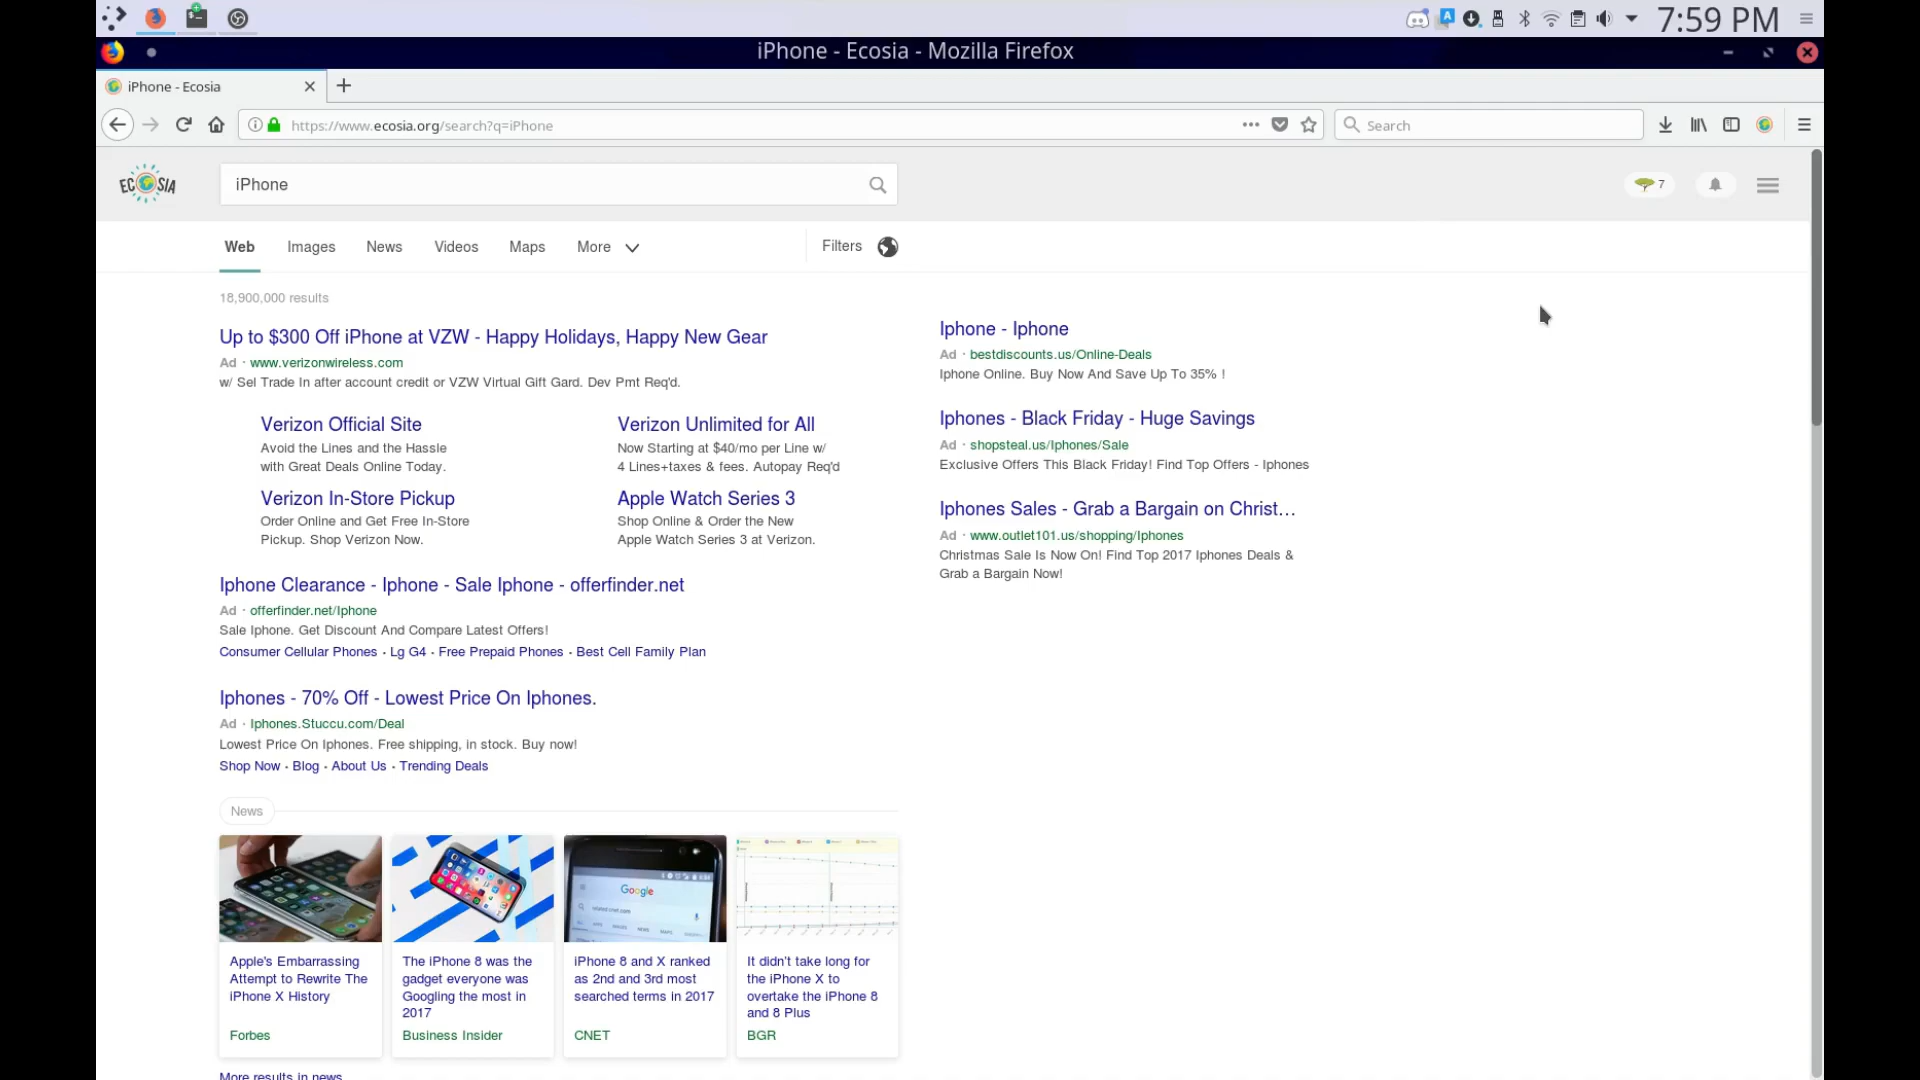 7:59 PM
iPhone - Ecosia - Mozilla Firefox
iPhone - Ecosia
https://www.ecosia.org/search?q=iPhone
Search
ECOSIA
iPhone
7
Web Images News Videos Maps More
Filters
18,900,000 results
Up to $300 Off iPhone at VZW - Happy Holidays, Happy New Gear
Ad · www.verizonwireless.com
w/ Sel Trade In after account credit or VZW Virtual Gift Gard. Dev Pmt Req'd.
Verizon Official Site
Avoid the Lines and the Hassle
with Great Deals Online Today.
Verizon Unlimited for All
Now Starting at $40/mo per Line w/
4 Lines+taxes & fees. Autopay Req'd
Verizon In-Store Pickup
Order Online and Get Free In-Store
Pickup. Shop Verizon Now.
Apple Watch Series 3
Shop Online & Order the New
Apple Watch Series 3 at Verizon.
Iphone Clearance - Iphone - Sale Iphone - offerfinder.net
Ad · offerfinder.net/Iphone
Sale Iphone. Get Discount And Compare Latest Offers!
Consumer Cellular Phones · Lg G4 · Free Prepaid Phones · Best Cell Family Plan
Iphones - 70% Off - Lowest Price On Iphones.
Ad · Iphones.Stuccu.com/Deal
Lowest Price On Iphones. Free shipping, in stock. Buy now!
Shop Now · Blog · About Us · Trending Deals
Iphone - Iphone
Ad · bestdiscounts.us/Online-Deals
Iphone Online. Buy Now And Save Up To 35% !
Iphones - Black Friday - Huge Savings
Ad · shopsteal.us/Iphones/Sale
Exclusive Offers This Black Friday! Find Top Offers - Iphones
Iphones Sales - Grab a Bargain on Christ...
Ad · www.outlet101.us/shopping/Iphones
Christmas Sale Is Now On! Find Top 2017 Iphones Deals &
Grab a Bargain Now!
News
Google
related:cnet.com
Apple's Embarrassing
Attempt to Rewrite The
iPhone X History
Forbes
The iPhone 8 was the
gadget everyone was
Googling the most in
2017
Business Insider
iPhone 8 and X ranked
as 2nd and 3rd most
searched terms in 2017
CNET
It didn't take long for
the iPhone X to
overtake the iPhone 8
and 8 Plus
BGR
More results in news